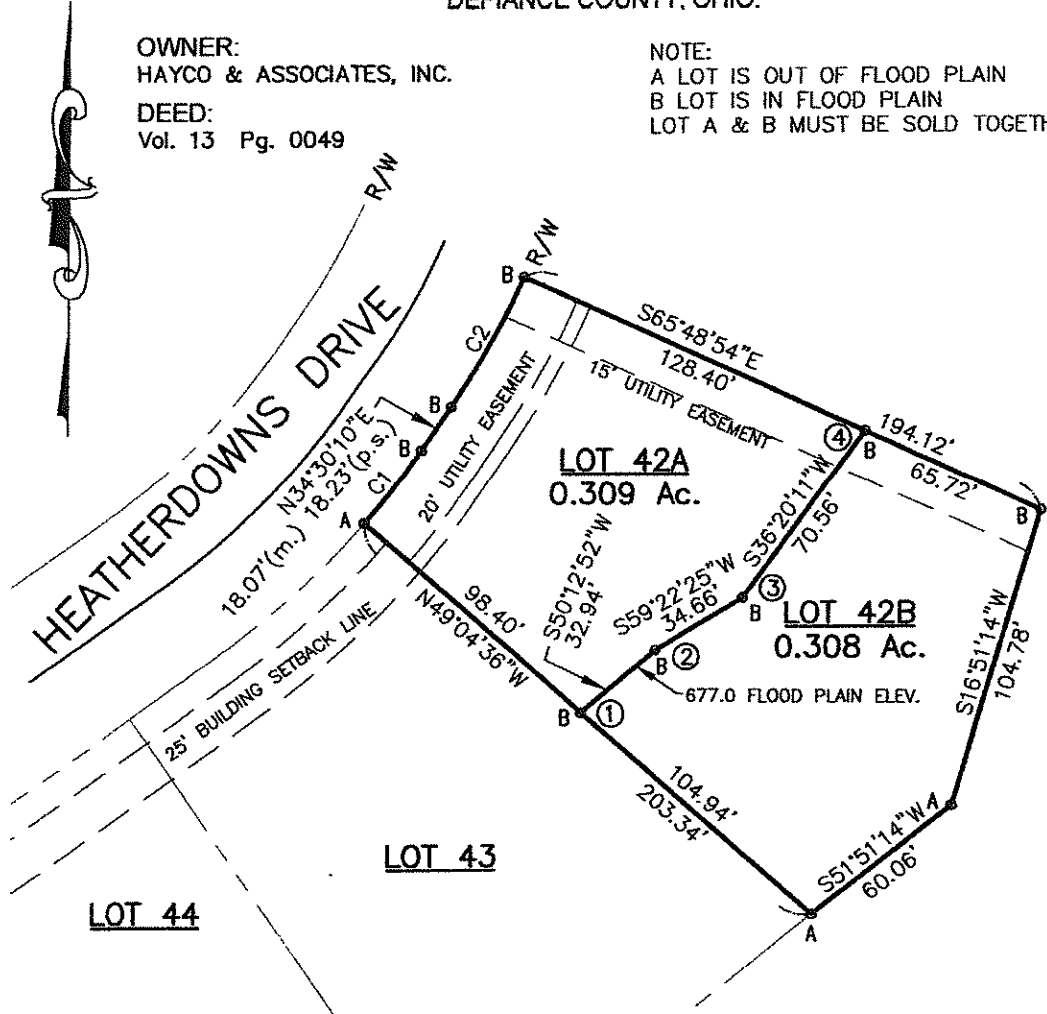 DEFIANCE COUNTY, OHIO.
OWNER:
HAYCO & ASSOCIATES, INC.
DEED:
Vol. 13 Pg. 0049
NOTE:
A LOT IS OUT OF FLOOD PLAIN
B LOT IS IN FLOOD PLAIN
LOT A & B MUST BE SOLD TOGETH
R/W
R/W
B
HEATHERDOWNS DRIVE
C2
S65°48'54"E
128.40'
15' UTILITY EASEMENT
20' UTILITY EASEMENT
B
B
N34°30'10"E
18.07'(m.) 18.23'(p.s.)
C1
A
LOT 42A
0.309 Ac.
4
B
194.12'
65.72'
B
S36°20'11"W
70.56'
S50°12'52"W
32.94'
S59°22'25"W
34.66'
3
B
LOT 42B
0.308 Ac.
98.40'
N49°04'36"W
2
B
677.0 FLOOD PLAIN ELEV.
S16°51'14"W
104.78'
B
1
25' BUILDING SETBACK LINE
104.94'
203.34'
A
S51°51'14"W
60.06'
A
LOT 43
LOT 44